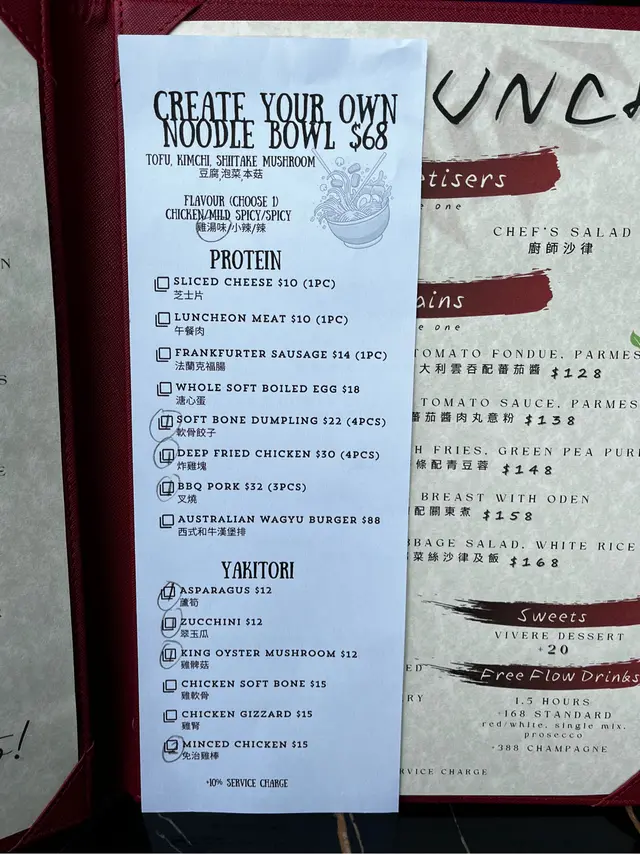 CREATE YOUR OWN
NOODLE BOWL $68
TOFU, KIMCHI, SHIITAKE MUSHROOM
豆腐,泡菜,本菇
FLAVOUR (CHOOSE 1)
CHICKEN/MILD SPICY/SPICY
雞湯味/小辣/辣
PROTEIN
SLICED CHEESE $10 (1PC)
芝士片
LUNCHEON MEAT $10 (1PC)
午餐肉
FRANKFURTER SAUSAGE $14 (1PC)
法蘭克福腸
WHOLE SOFT BOILED EGG $18
溏心蛋
SOFT BONE DUMPLING $22 (4PCS)
軟骨餃子
DEEP FRIED CHICKEN $30 (4PCS)
炸雞塊
BBQ PORK $32 (3PCS)
叉燒
AUSTRALIAN WAGYU BURGER $88
西式和牛漢堡排
YAKITORI
ASPARAGUS $12
蘆筍
ZUCCHINI $12
翠玉瓜
KING OYSTER MUSHROOM $12
雞髀菇
CHICKEN SOFT BONE $15
雞軟骨
CHICKEN GIZZARD $15
雞腎
MINCED CHICKEN $15
免治雞棒
+10% SERVICE CHARGE
UNCH
etisers
e one
CHEF'S SALAD
廚師沙律
ains
e one
TOMATO FONDUE, PARMES
大利雲吞配蕃茄醬 $128
TOMATO SAUCE, PARMES
蕃茄醬肉丸意粉 $138
H FRIES, GREEN PEA PUR
條配青豆蓉 $148
BREAST WITH ODEN
配關東煮 $158
BAGE SALAD, WHITE RICE
菜絲沙律及飯 $168
Sweets
VIVERE DESSERT
+20
Free Flow Drinks
1.5 HOURS
+168 STANDARD
red/white, single mix,
prosecco
+388 CHAMPAGNE
RVICE CHARGE